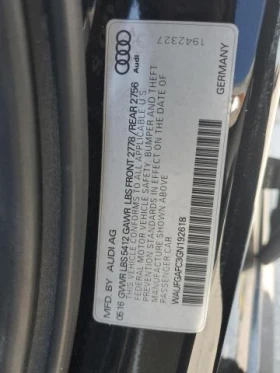 MFD. BY AUDI AG
05 16 GVWR LBS 5412 GAWR LBS FRONT 2778 / REAR 2756
THIS VEHICLE CONFORMS TO ALL APPLICABLE U.S.
FEDERAL MOTOR VEHICLE SAFETY, BUMPER AND THEFT
PREVENTION STANDARDS IN EFFECT ON THE DATE OF
MANUFACTURE SHOWN ABOVE.
WAUFGAFC3GN192618
Audi
1942327
GERMANY